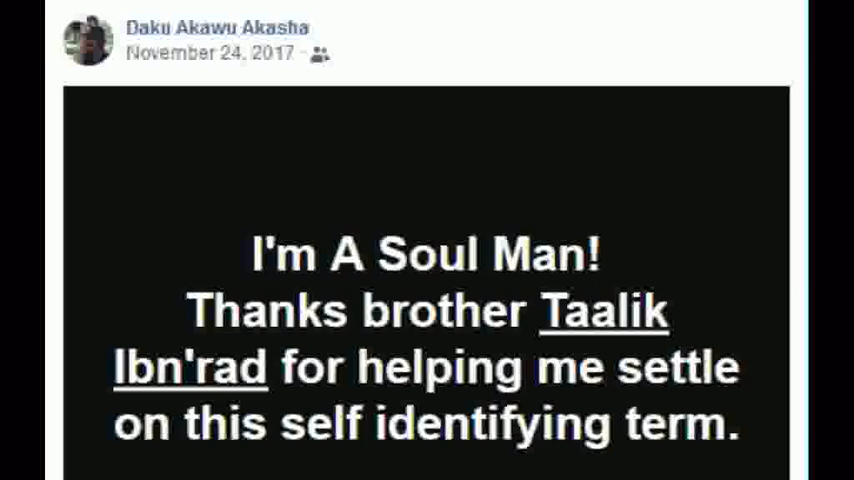 Daku Akawu Akasha
November 24, 2017 ·
I'm A Soul Man!
Thanks brother Taalik
Ibn'rad for helping me settle
on this self identifying term.